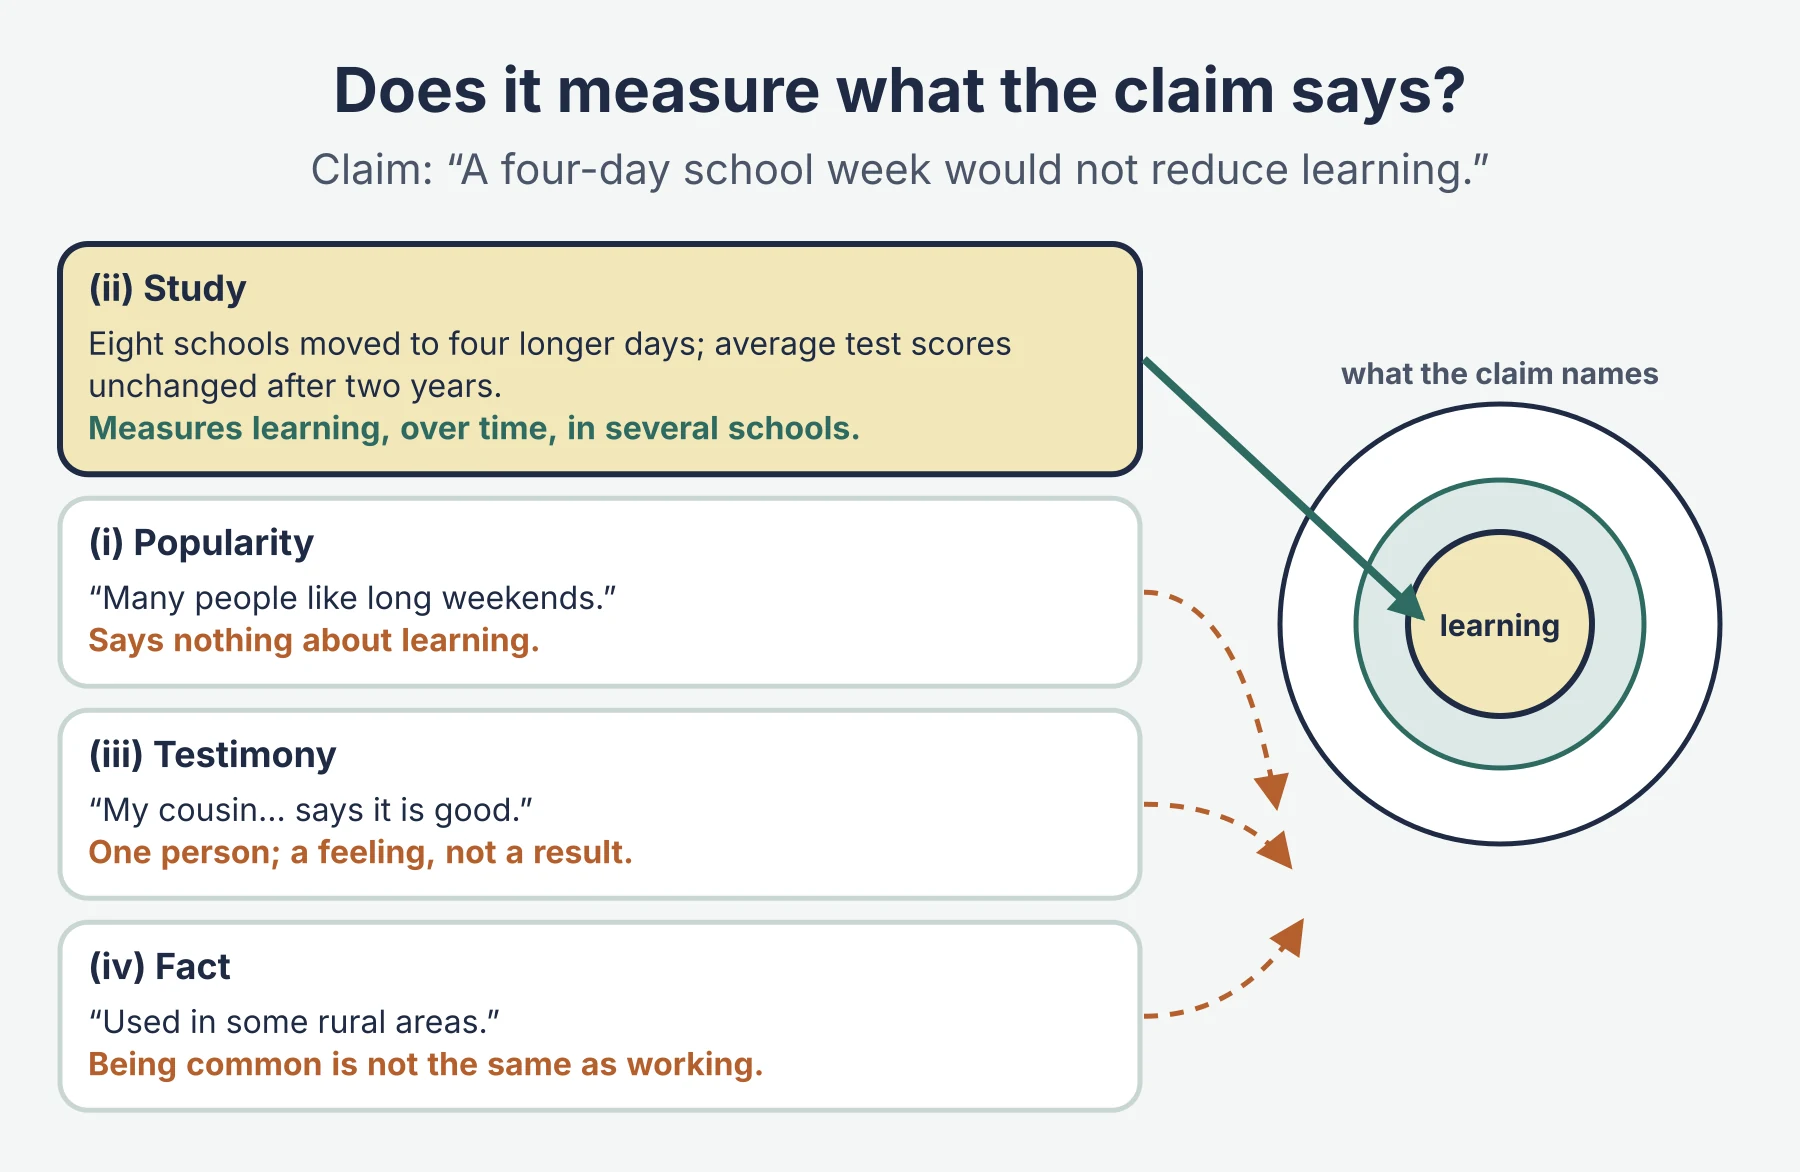 Does it measure what the claim says?
Claim: “A four-day school week would not reduce learning.”
(ii) Study
Eight schools moved to four longer days; average test scores
unchanged after two years.
Measures learning, over time, in several schools.
(i) Popularity
“Many people like long weekends.”
Says nothing about learning.
(iii) Testimony
“My cousin… says it is good.”
One person; a feeling, not a result.
(iv) Fact
“Used in some rural areas.”
Being common is not the same as working.
what the claim names
learning